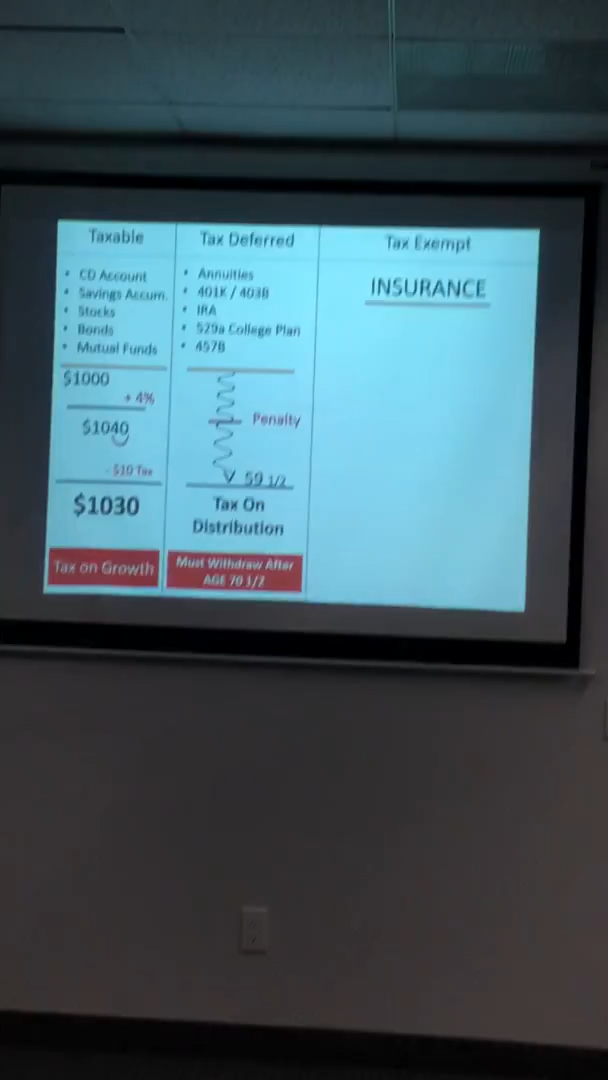 Taxable
• CD Account
• Savings Accum.
• Stocks
• Bonds
• Mutual Funds
$1000
+ 4%
$1040
- $10 Tax
$1030
Tax on Growth
Tax Deferred
• Annuities
• 401K / 403B
• IRA
• 529a College Plan
• 457B
Penalty
59 1/2
Tax On
Distribution
Must Withdraw After
AGE 70 1/2
Tax Exempt
INSURANCE